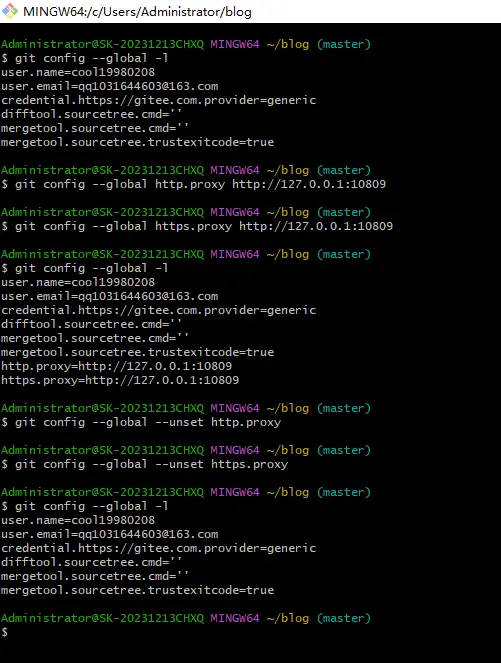 MINGW64:/c/Users/Administrator/blog
Administrator@SK-20231213CHXQ MINGW64 ~/blog (master)
$ git config --global -l
user.name=cool19980208
user.email=qq1031644603@163.com
credential.https://gitee.com.provider=generic
difftool.sourcetree.cmd=''
mergetool.sourcetree.cmd=''
mergetool.sourcetree.trustexitcode=true
Administrator@SK-20231213CHXQ MINGW64 ~/blog (master)
$ git config --global http.proxy http://127.0.0.1:10809
Administrator@SK-20231213CHXQ MINGW64 ~/blog (master)
$ git config --global https.proxy http://127.0.0.1:10809
Administrator@SK-20231213CHXQ MINGW64 ~/blog (master)
$ git config --global -l
user.name=cool19980208
user.email=qq1031644603@163.com
credential.https://gitee.com.provider=generic
difftool.sourcetree.cmd=''
mergetool.sourcetree.cmd=''
mergetool.sourcetree.trustexitcode=true
http.proxy=http://127.0.0.1:10809
https.proxy=http://127.0.0.1:10809
Administrator@SK-20231213CHXQ MINGW64 ~/blog (master)
$ git config --global --unset http.proxy
Administrator@SK-20231213CHXQ MINGW64 ~/blog (master)
$ git config --global --unset https.proxy
Administrator@SK-20231213CHXQ MINGW64 ~/blog (master)
$ git config --global -l
user.name=cool19980208
user.email=qq1031644603@163.com
credential.https://gitee.com.provider=generic
difftool.sourcetree.cmd=''
mergetool.sourcetree.cmd=''
mergetool.sourcetree.trustexitcode=true
Administrator@SK-20231213CHXQ MINGW64 ~/blog (master)
$